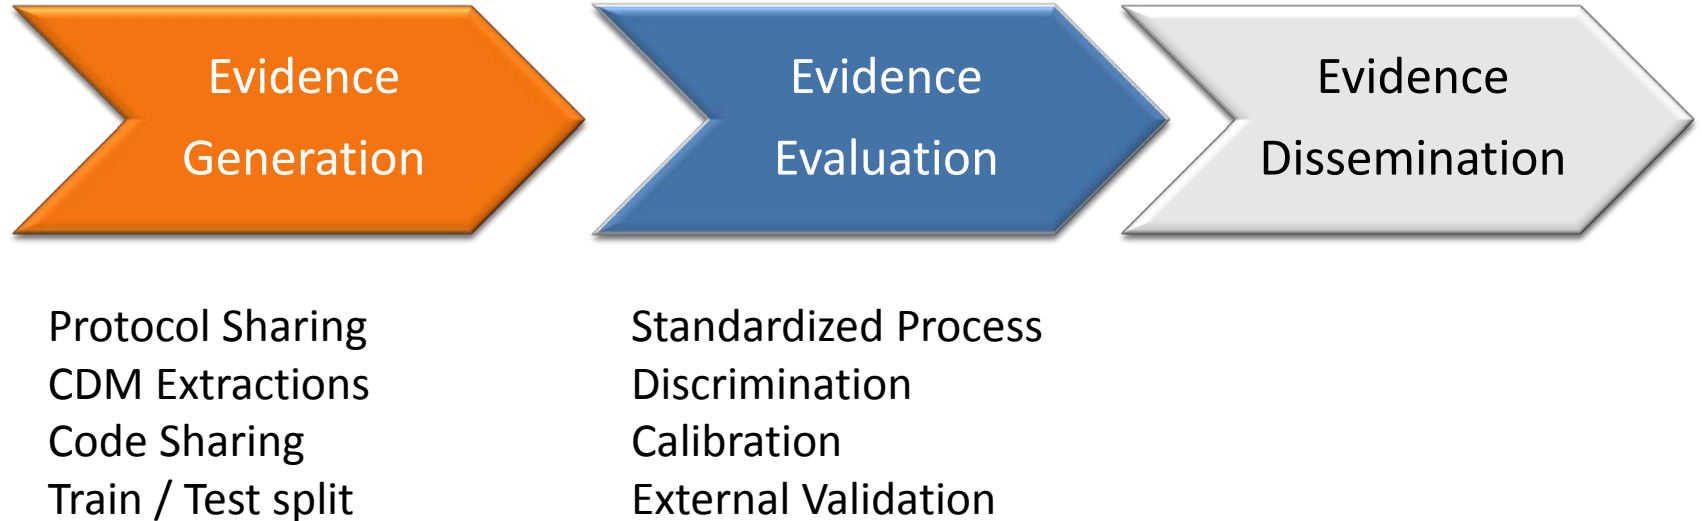 Evidence
Generation
Evidence
Evaluation
Evidence
Dissemination
Protocol Sharing
CDM Extractions
Code Sharing
Train / Test split
Standardized Process
Discrimination
Calibration
External Validation